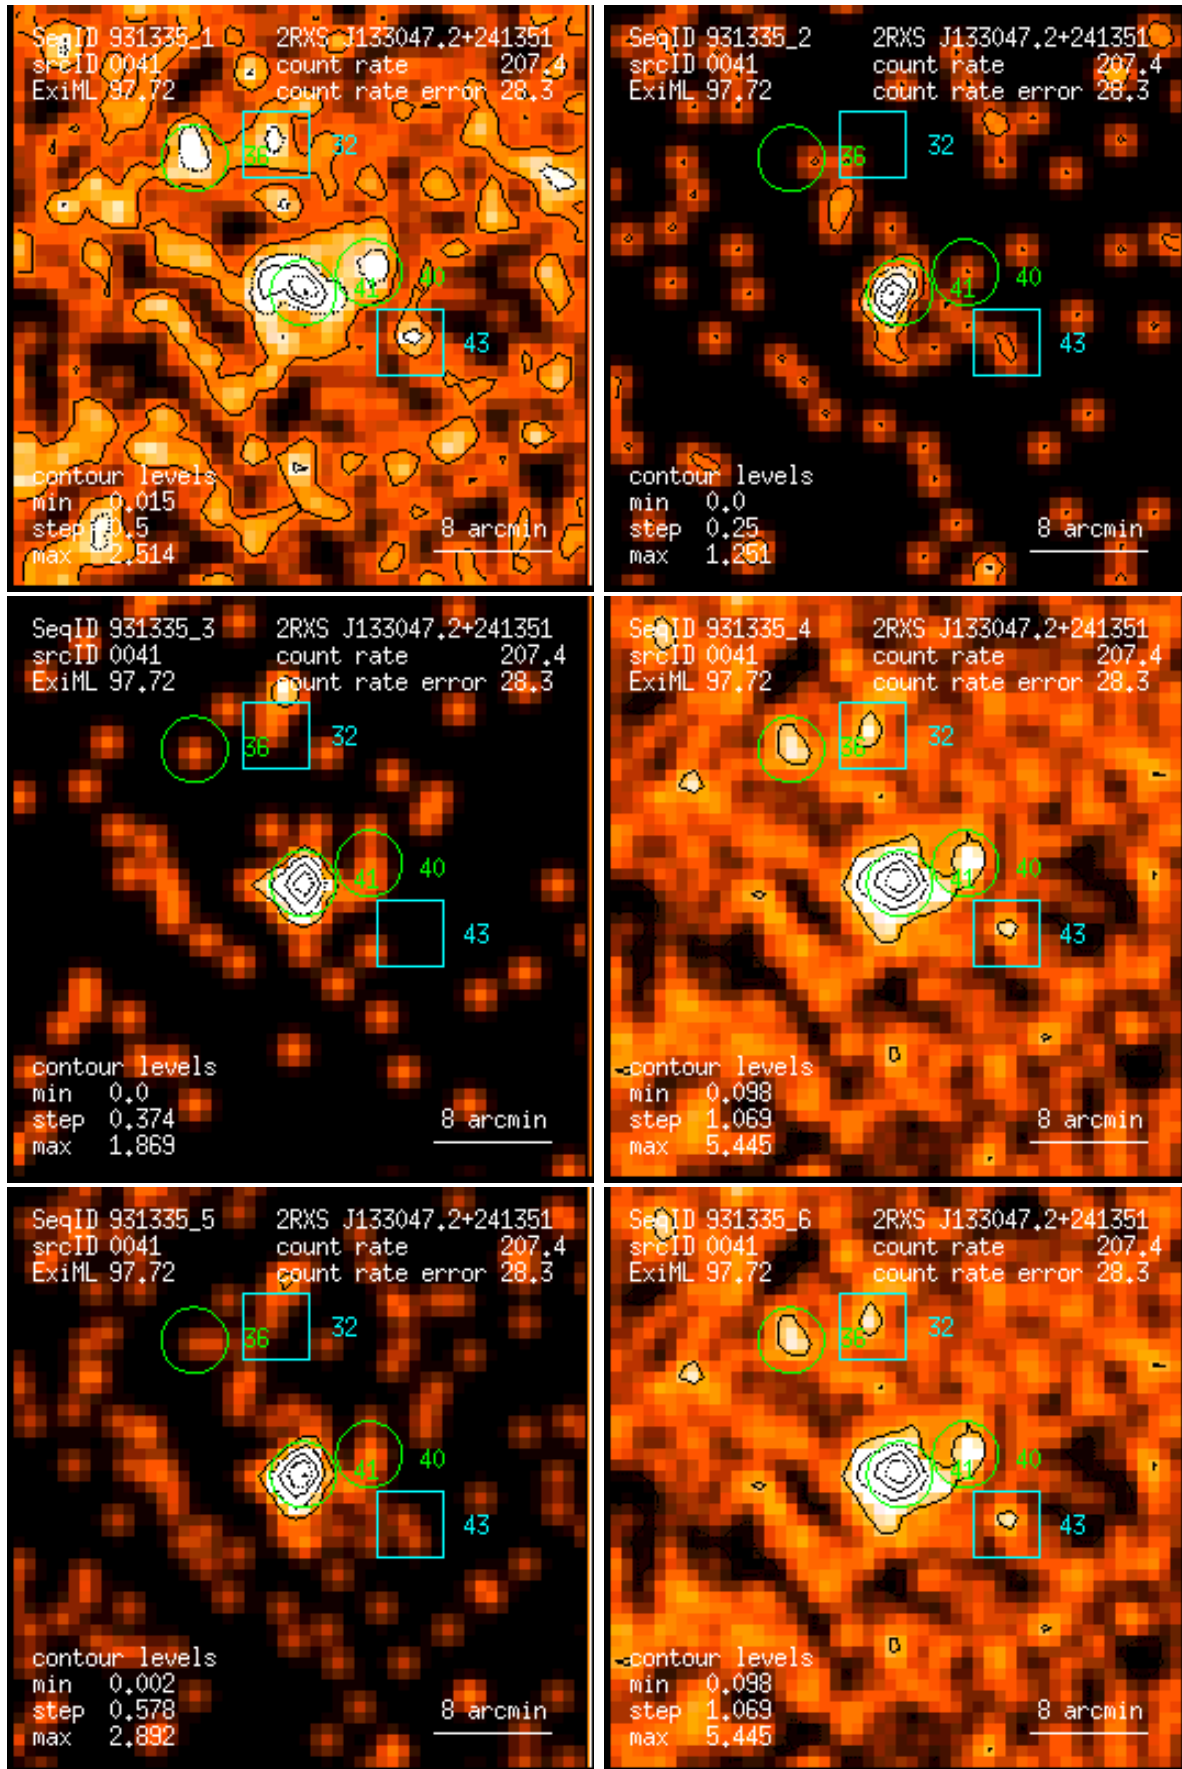 SeqID 931335_1 2RXS J133047.2+241351
srcID 0041 count rate 207.4
ExiML 97.72 count rate error 28.3
32
36
41 40
43
contour levels
min 0.015
step 0.5
max 2.514
8 arcmin
SeqID 931335_2 2RXS J133047.2+241351
srcID 0041 count rate 207.4
ExiML 97.72 count rate error 28.3
32
36
41 40
43
contour levels
min 0.0
step 0.25
max 1.251
8 arcmin
SeqID 931335_3 2RXS J133047.2+241351
srcID 0041 count rate 207.4
ExiML 97.72 count rate error 28.3
32
36
41 40
43
contour levels
min 0.0
step 0.374
max 1.869
8 arcmin
SeqID 931335_4 2RXS J133047.2+241351
srcID 0041 count rate 207.4
ExiML 97.72 count rate error 28.3
32
36
41 40
43
contour levels
min 0.098
step 1.069
max 5.445
8 arcmin
SeqID 931335_5 2RXS J133047.2+241351
srcID 0041 count rate 207.4
ExiML 97.72 count rate error 28.3
32
36
41 40
43
contour levels
min 0.002
step 0.578
max 2.892
8 arcmin
SeqID 931335_6 2RXS J133047.2+241351
srcID 0041 count rate 207.4
ExiML 97.72 count rate error 28.3
32
36
41 40
43
contour levels
min 0.098
step 1.069
max 5.445
8 arcmin